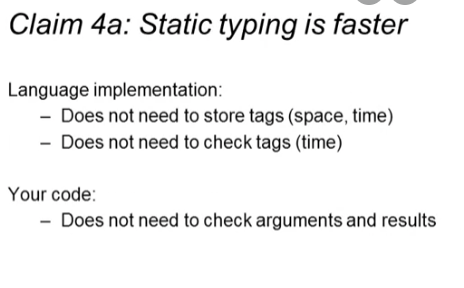 Claim 4a: Static typing is faster
Language implementation:
– Does not need to store tags (space, time)
– Does not need to check tags (time)
Your code:
– Does not need to check arguments and results